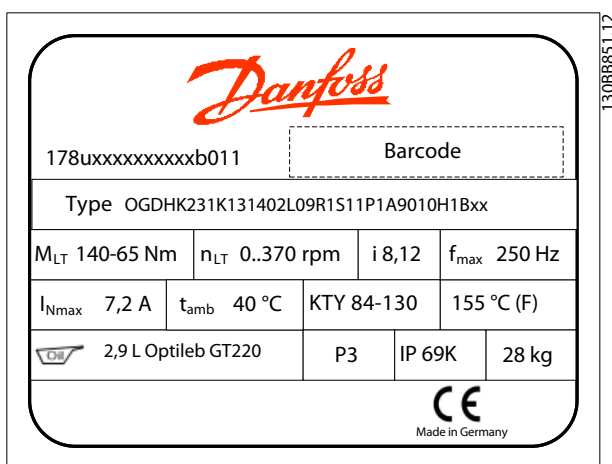 Danfoss
178uxxxxxxxxxxb011
Barcode
Type OGDHK231K131402L09R1S11P1A9010H1Bxx
MLT 140-65 Nm nLT 0..370 rpm i 8,12 fmax 250 Hz
INmax 7,2 A tamb 40 °C KTY 84-130 155 °C (F)
Oil 2,9 L Optileb GT220 P3 IP 69K 28 kg
CE
Made in Germany
130BB851.12